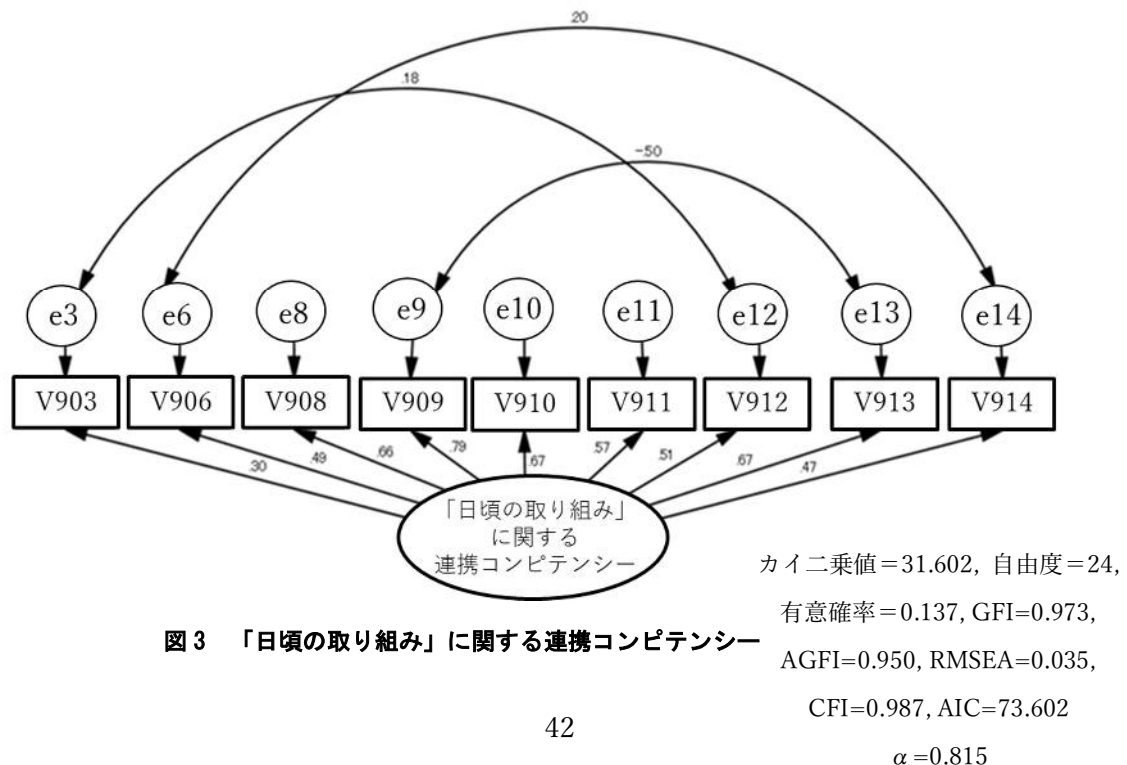 .20
.18
-.50
e3 e6 e8 e9 e10 e11 e12 e13 e14
V903 V906 V908 V909 V910 V911 V912 V913 V914
.30 .49 .66 .79 .67 .57 .51 .67 .47
「日頃の取り組み」
に関する
連携コンピテンシー
カイ二乗値＝31.602, 自由度＝24,
有意確率＝0.137, GFI=0.973,
AGFI=0.950, RMSEA=0.035,
CFI=0.987, AIC=73.602
α=0.815
図 3 「日頃の取り組み」に関する連携コンピテンシー
42